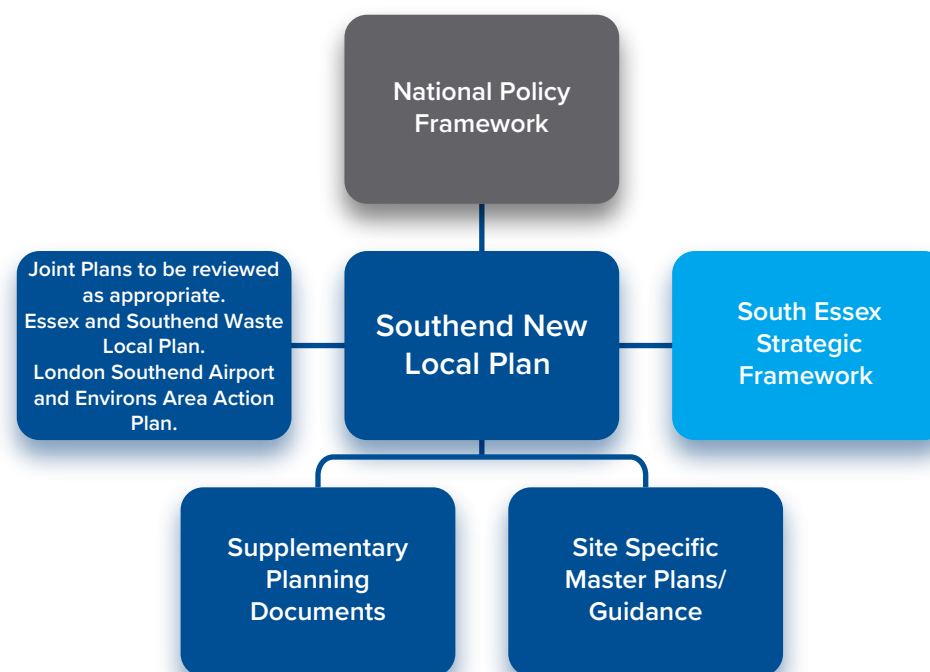 National Policy
Framework
Joint Plans to be reviewed
as appropriate.
Essex and Southend Waste
Local Plan.
London Southend Airport
and Environs Area Action
Plan.
Southend New
Local Plan
South Essex
Strategic
Framework
Supplementary
Planning
Documents
Site Specific
Master Plans/
Guidance